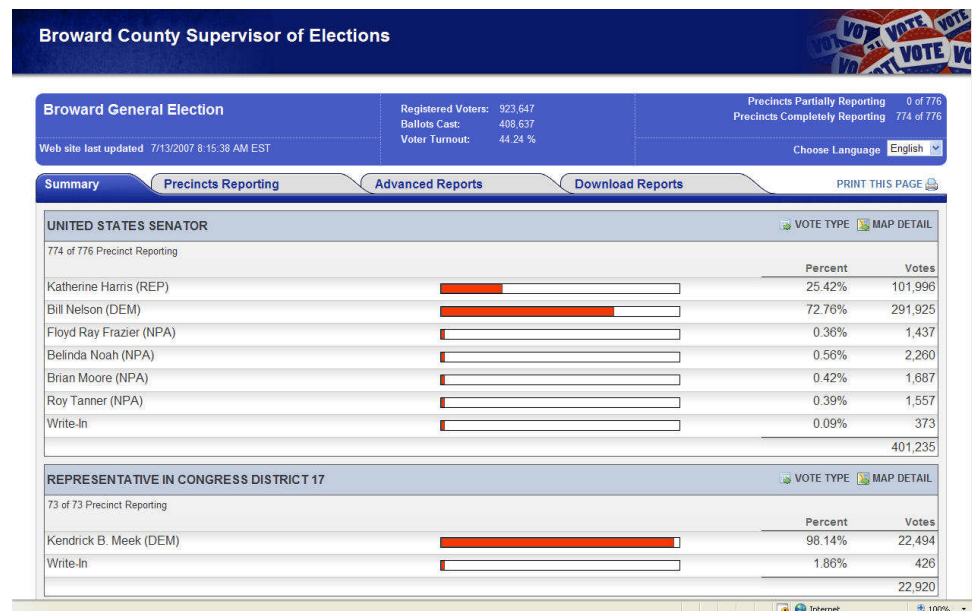 Broward County Supervisor of Elections
VOTE VOTE VOTE VOTE
Broward General Election
Registered Voters: 923,647
Ballots Cast: 408,637
Voter Turnout: 44.24 %
Precincts Partially Reporting 0 of 776
Precincts Completely Reporting 774 of 776
Web site last updated 7/13/2007 8:15:38 AM EST
Choose Language English
Summary Precincts Reporting Advanced Reports Download Reports PRINT THIS PAGE
UNITED STATES SENATOR VOTE TYPE MAP DETAIL
774 of 776 Precinct Reporting
Percent Votes
Katherine Harris (REP) 25.42% 101,996
Bill Nelson (DEM) 72.76% 291,925
Floyd Ray Frazier (NPA) 0.36% 1,437
Belinda Noah (NPA) 0.56% 2,260
Brian Moore (NPA) 0.42% 1,687
Roy Tanner (NPA) 0.39% 1,557
Write-In 0.09% 373
401,235
REPRESENTATIVE IN CONGRESS DISTRICT 17 VOTE TYPE MAP DETAIL
73 of 73 Precinct Reporting
Percent Votes
Kendrick B. Meek (DEM) 98.14% 22,494
Write-In 1.86% 426
22,920
Internet 100%